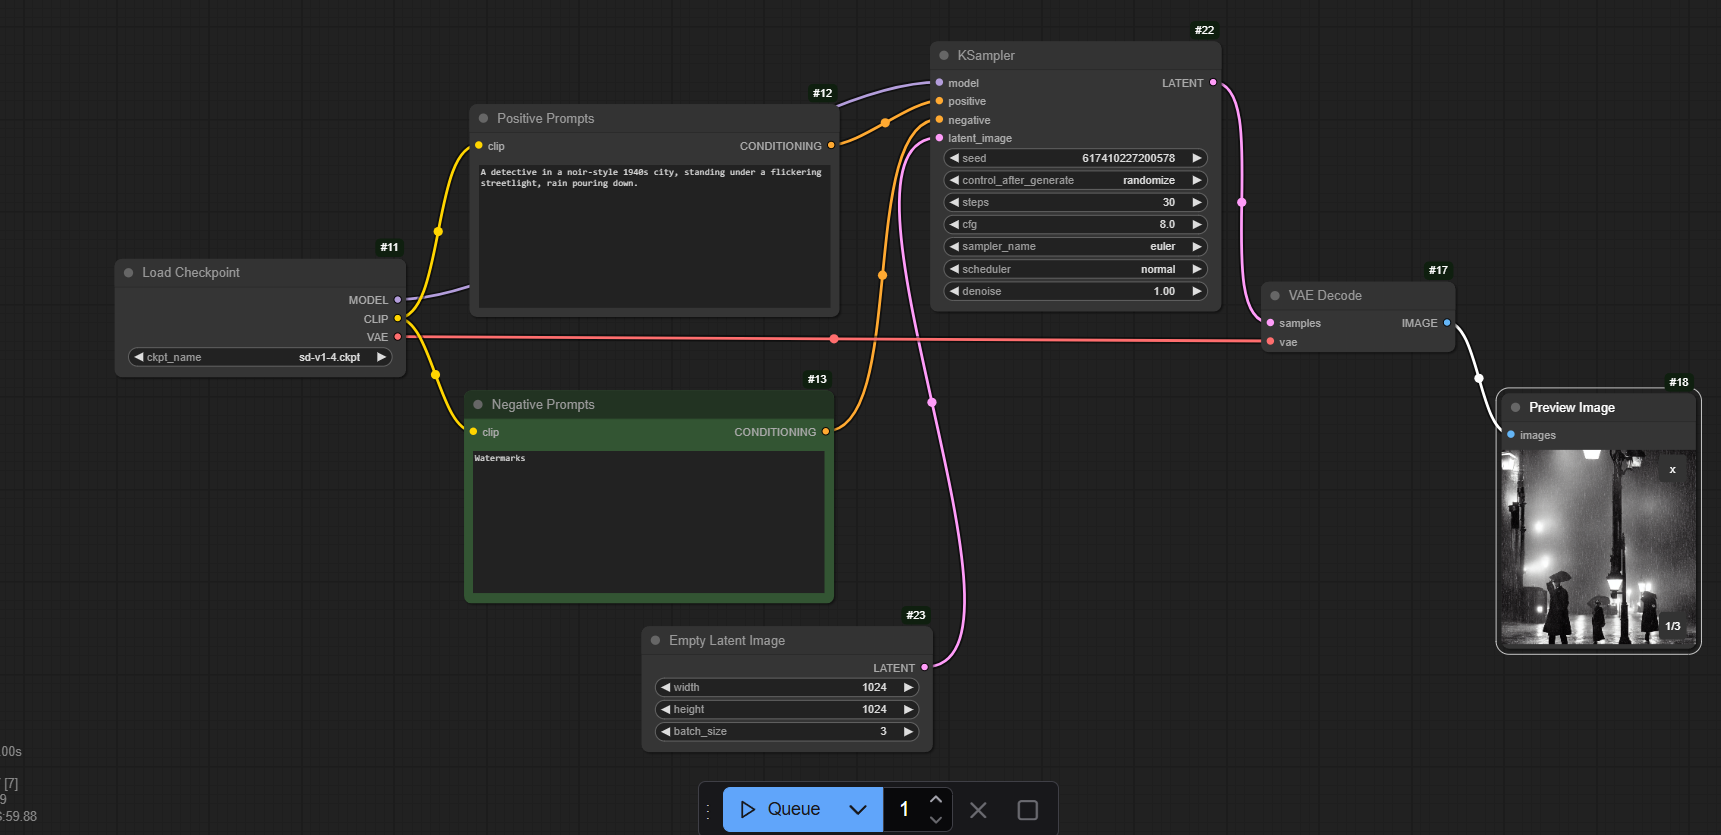 #11
Load Checkpoint
MODEL
CLIP
VAE
ckpt_name sd-v1-4.ckpt
#12
Positive Prompts
clip CONDITIONING
A detective in a noir-style 1940s city, standing under a flickering
streetlight, rain pouring down.
#13
Negative Prompts
clip CONDITIONING
Watermarks
#23
Empty Latent Image
LATENT
width 1024
height 1024
batch_size 3
#22
KSampler
model LATENT
positive
negative
latent_image
seed 617410227200578
control_after_generate randomize
steps 30
cfg 8.0
sampler_name euler
scheduler normal
denoise 1.00
#17
VAE Decode
samples IMAGE
vae
#18
Preview Image
images
x
1/3
00s
[7]
9
:59.88
Queue 1